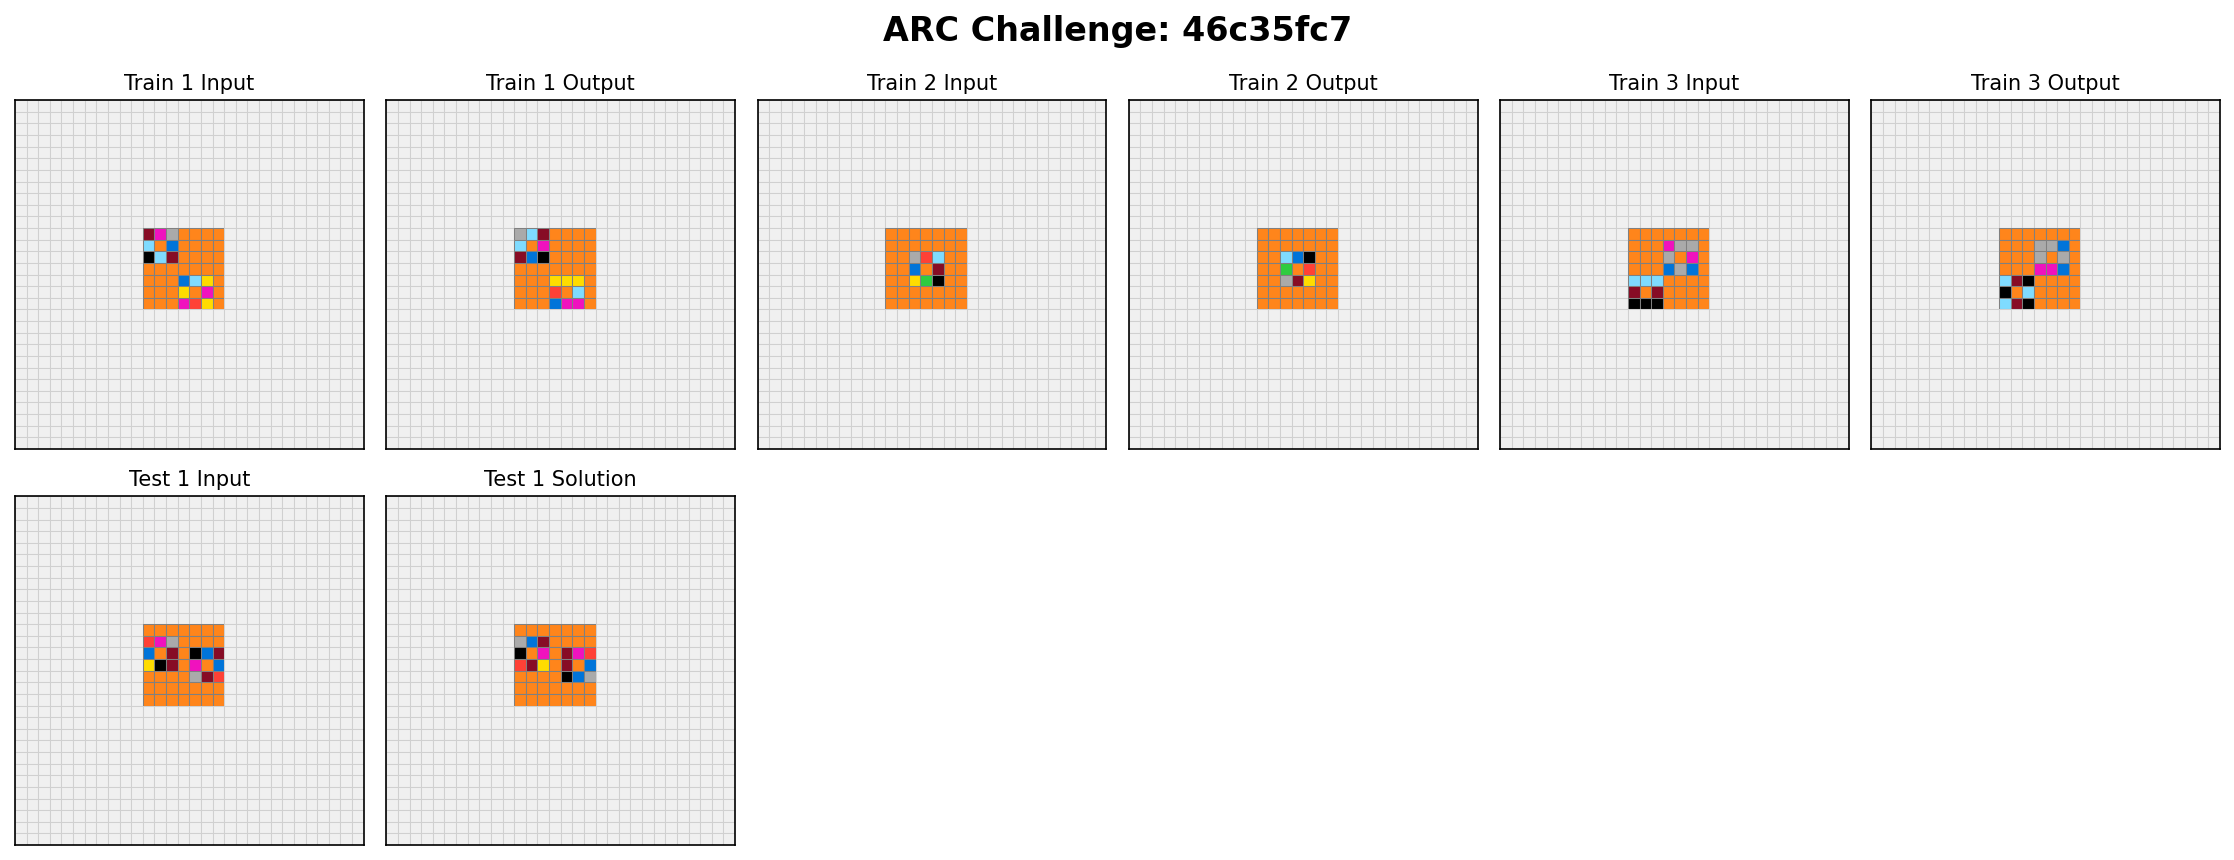 ARC Challenge: 46c35fc7
Train 1 Input
Train 1 Output
Train 2 Input
Train 2 Output
Train 3 Input
Train 3 Output
Test 1 Input
Test 1 Solution